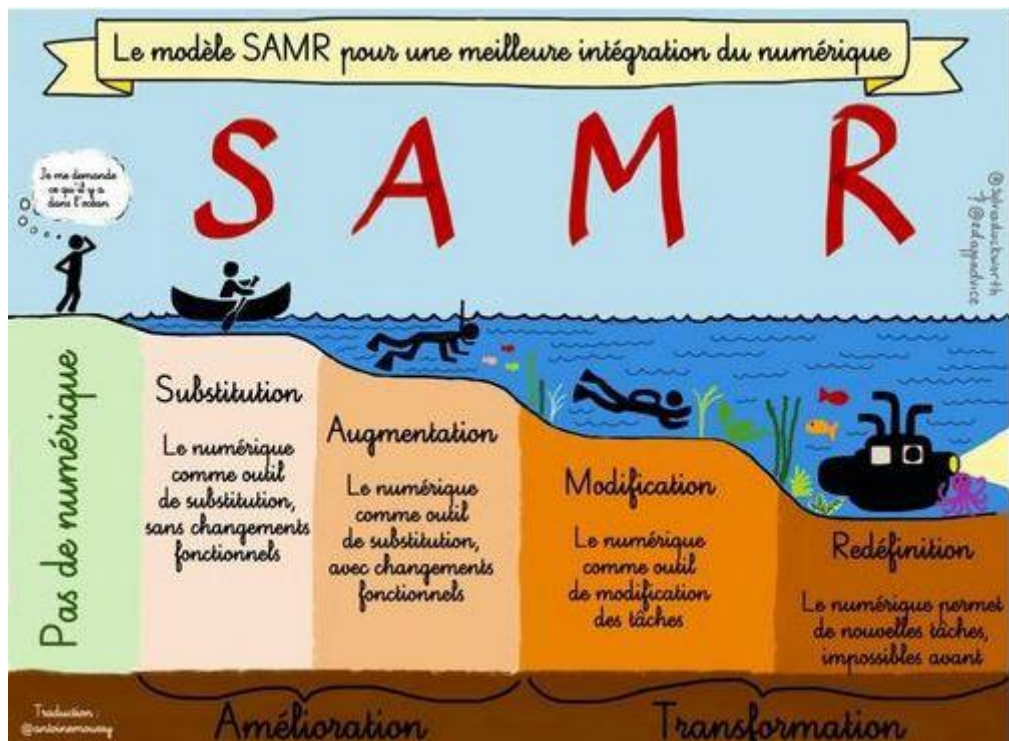 Le modèle SAMR pour une meilleure intégration du numérique
S A M R
Je me demande
ce qu'il y a
dans l'océan
@sylviaduckworth
@edappadvice
Pas de numérique
Substitution
Le numérique
comme outil
de substitution,
sans changements
fonctionnels
Augmentation
Le numérique
comme outil
de substitution,
avec changements
fonctionnels
Modification
Le numérique
comme outil
de modification
des tâches
Redéfinition
Le numérique permet
de nouvelles tâches,
impossibles avant
Amélioration
Transformation
Traduction :